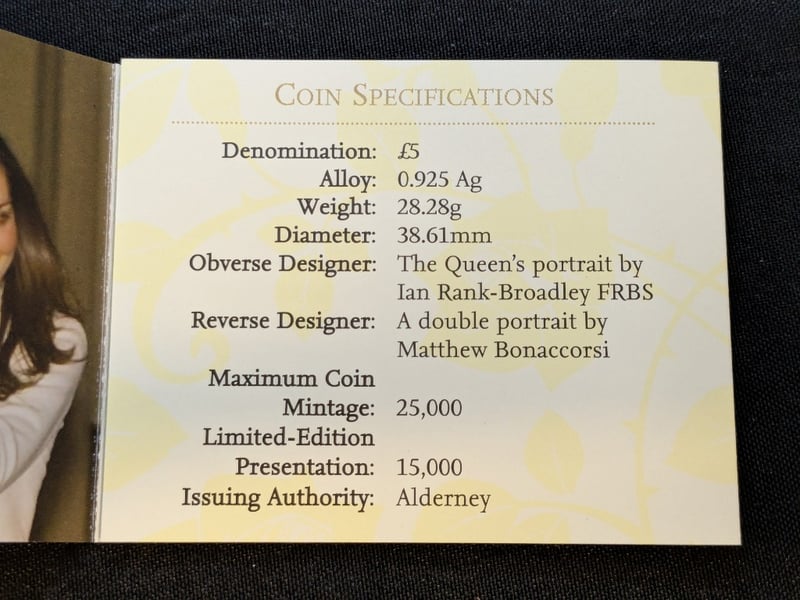 COIN SPECIFICATIONS
Denomination: £5
Alloy: 0.925 Ag
Weight: 28.28g
Diameter: 38.61mm
Obverse Designer: The Queen's portrait by
Ian Rank-Broadley FRBS
Reverse Designer: A double portrait by
Matthew Bonaccorsi
Maximum Coin
Mintage: 25,000
Limited-Edition
Presentation: 15,000
Issuing Authority: Alderney